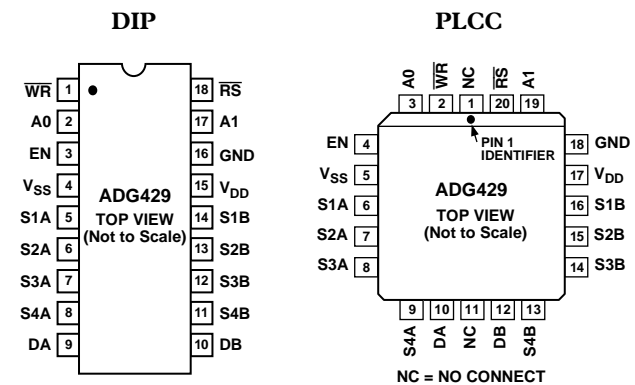 DIP
WR 1 18 RS
A0 2 17 A1
EN 3 16 GND
VSS 4 15 VDD
S1A 5 14 S1B
S2A 6 13 S2B
S3A 7 12 S3B
S4A 8 11 S4B
DA 9 10 DB
ADG429
TOP VIEW
(Not to Scale)
PLCC
A0 WR NC RS A1
3 2 1 20 19
PIN 1
IDENTIFIER
EN 4 18 GND
VSS 5 17 VDD
S1A 6 16 S1B
S2A 7 15 S2B
S3A 8 14 S3B
ADG429
TOP VIEW
(Not to Scale)
9 10 11 12 13
S4A DA NC DB S4B
NC = NO CONNECT